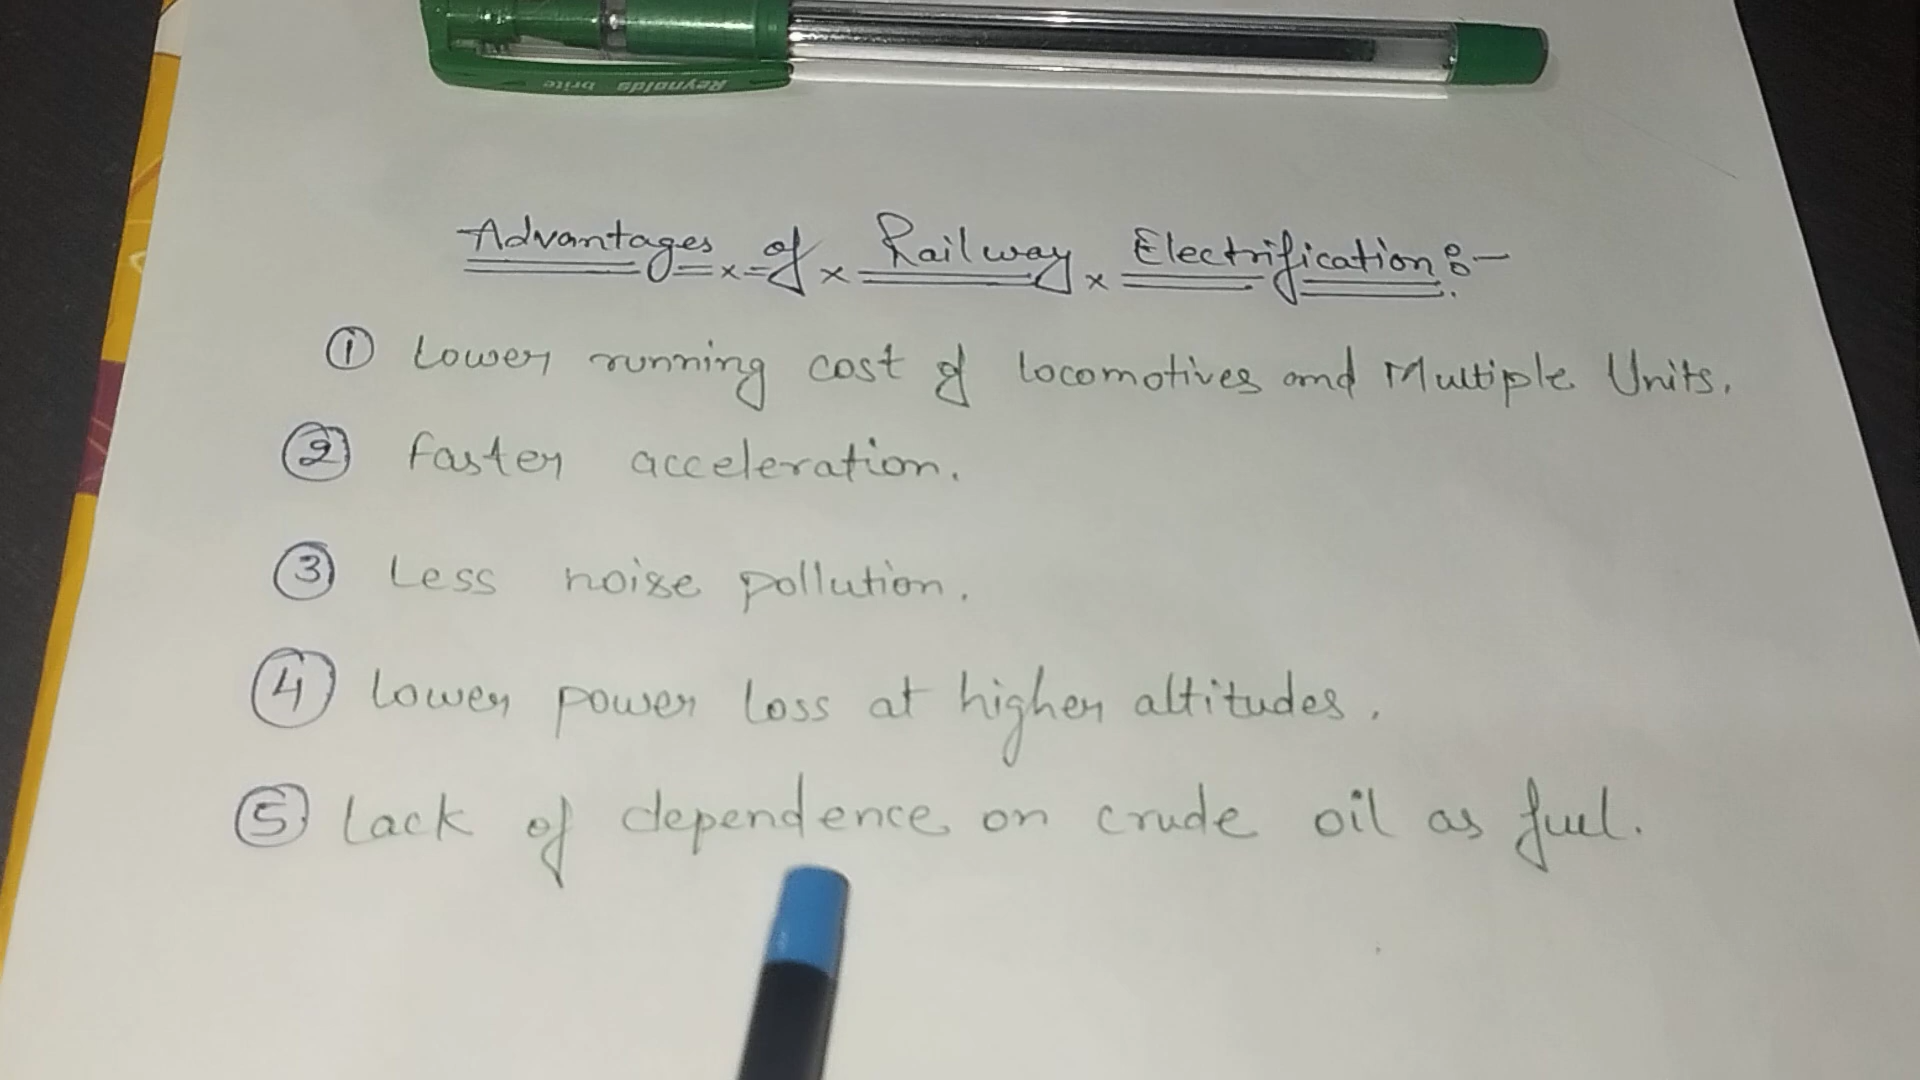 Reynolds brite
Advantages of Railway Electrification :-
① Lower running cost of locomotives and Multiple Units.
② Faster acceleration.
③ Less noise pollution.
④ Lower power loss at higher altitudes.
⑤ Lack of dependence on crude oil as fuel.